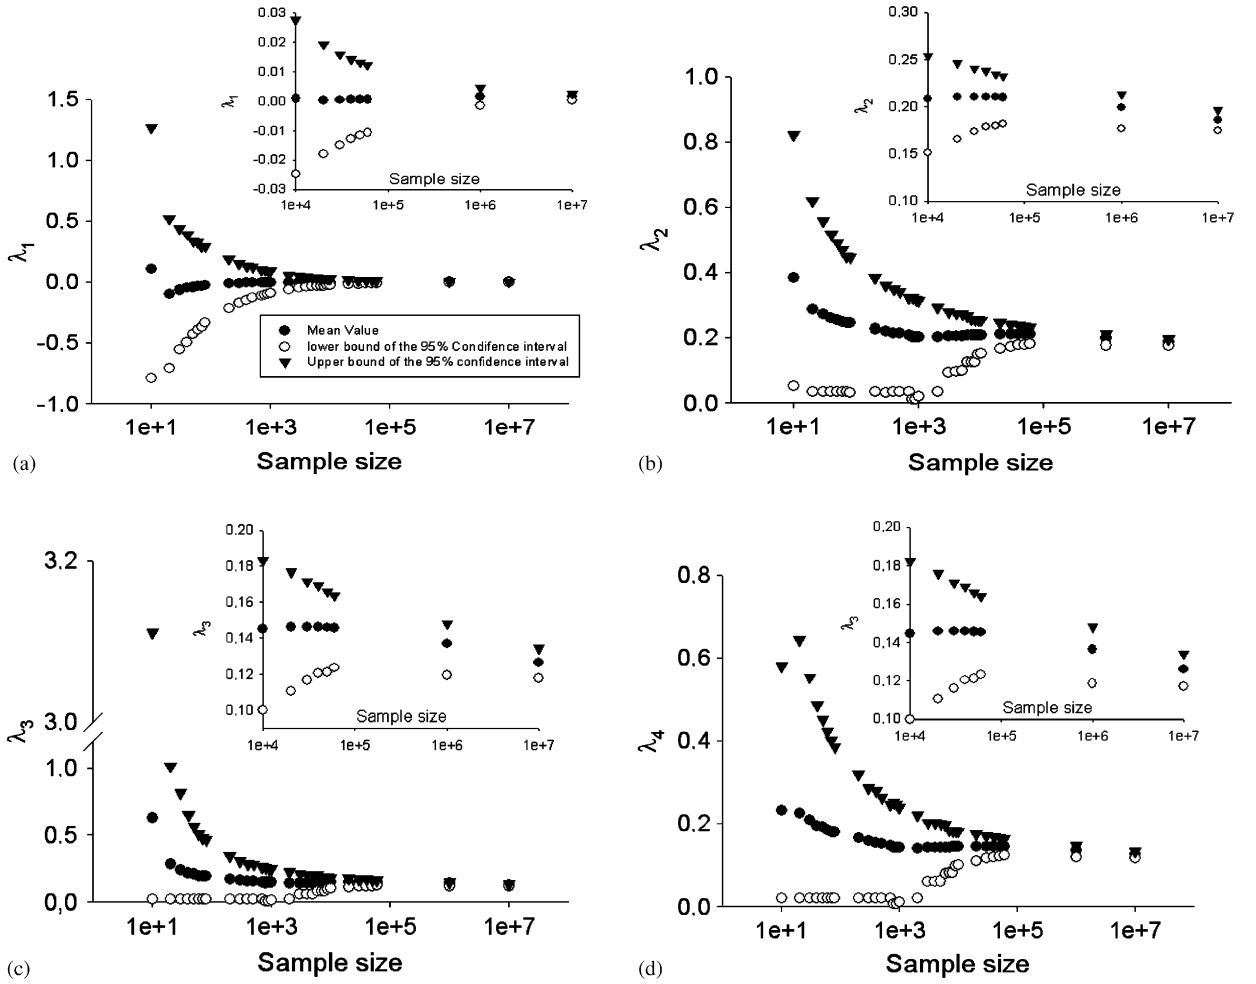 0.03
0.02
0.01
0.00
-0.01
-0.02
-0.03
λ1
Sample size
1e+4 1e+5 1e+6 1e+7
1.5
1.0
0.5
0.0
-0.5
-1.0
λ1
Mean Value
lower bound of the 95% Condifence interval
Upper bound of the 95% confidence interval
1e+1 1e+3 1e+5 1e+7
Sample size
(a)
0,30
0,25
0,20
0,15
0,10
λ2
Sample size
1e+4 1e+5 1e+6 1e+7
1.0
0.8
0.6
0.4
0.2
0.0
λ2
1e+1 1e+3 1e+5 1e+7
Sample size
(b)
0,20
0,18
0,16
0,14
0,12
0,10
λ3
Sample size
1e+4 1e+5 1e+6 1e+7
3.2
3.0
1.0
0.5
0,0
λ3
1e+1 1e+3 1e+5 1e+7
Sample size
(c)
0,20
0,18
0,16
0,14
0,12
0,10
λ3
Sample size
1e+4 1e+5 1e+6 1e+7
0.8
0.6
0.4
0.2
0.0
λ4
1e+1 1e+3 1e+5 1e+7
Sample size
(d)